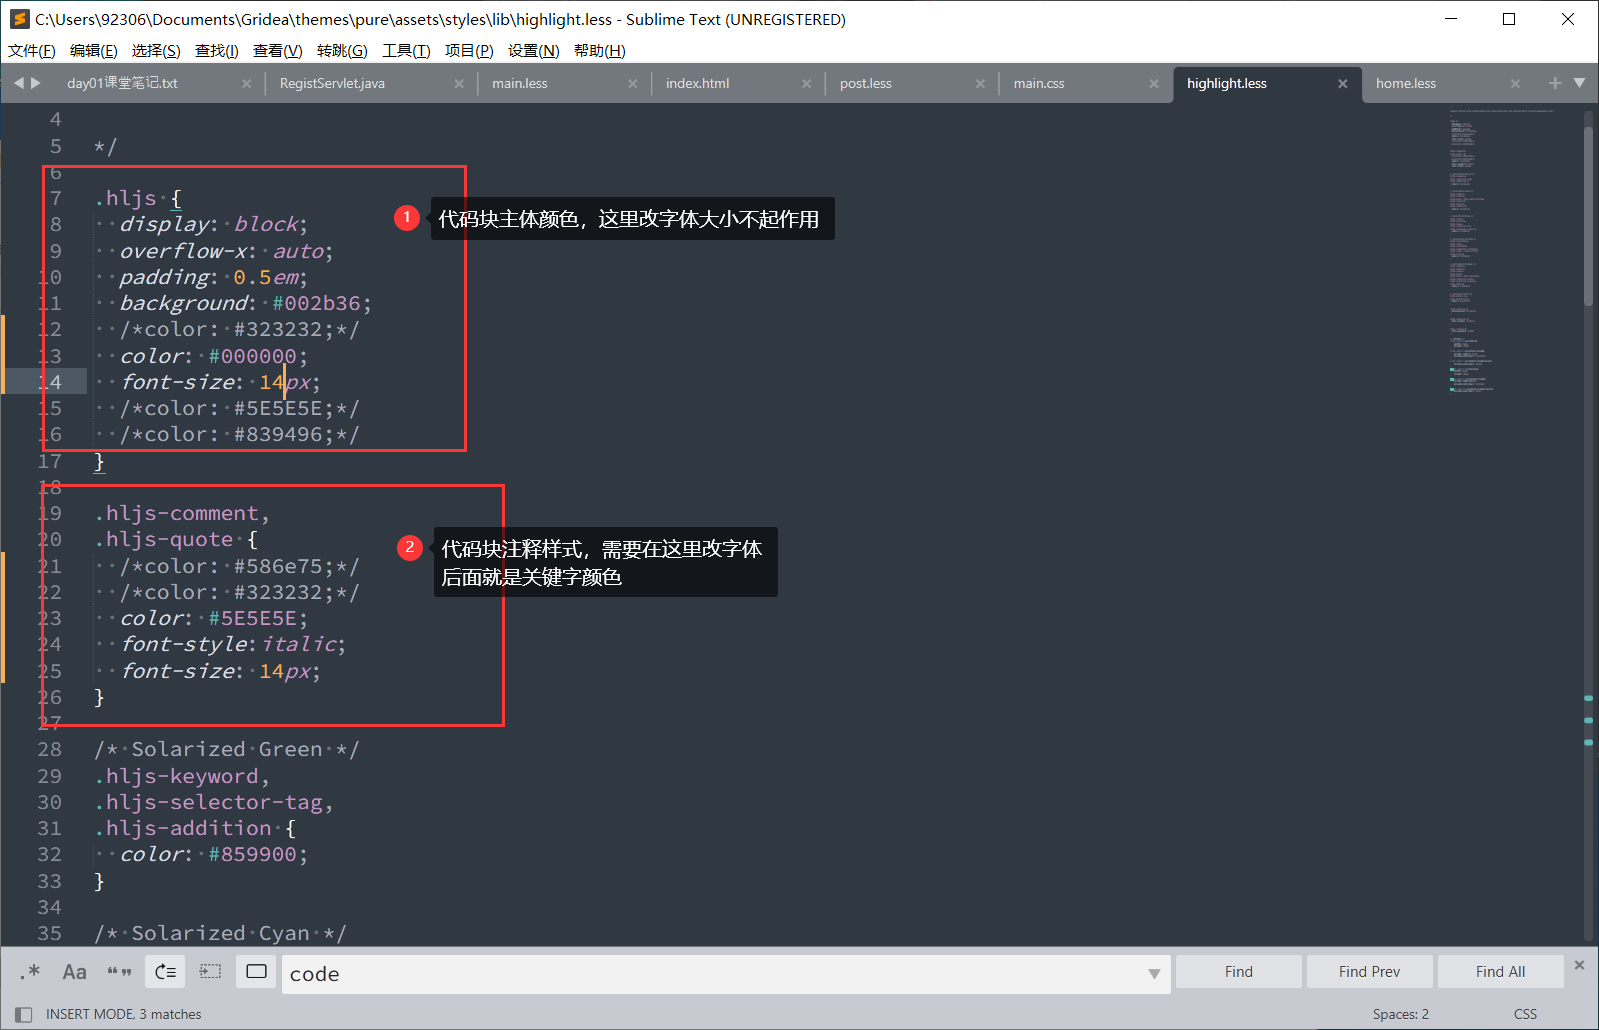 C:\Users\92306\Documents\Gridea\themes\pure\assets\styles\lib\highlight.less - Sublime Text (UNREGISTERED)
文件(F) 编辑(E) 选择(S) 查找(I) 查看(V) 转跳(G) 工具(T) 项目(P) 设置(N) 帮助(H)
day01课堂笔记.txt RegistServlet.java main.less index.html post.less main.css highlight.less home.less
4
5 */
6
7 .hljs {
8 display: block;
9 overflow-x: auto;
10 padding: 0.5em;
11 background: #002b36;
12 /*color: #323232;*/
13 color: #000000;
14 font-size: 14px;
15 /*color: #5E5E5E;*/
16 /*color: #839496;*/
17 }
18
19 .hljs-comment,
20 .hljs-quote {
21 /*color: #586e75;*/
22 /*color: #323232;*/
23 color: #5E5E5E;
24 font-style:italic;
25 font-size: 14px;
26 }
27
28 /* Solarized Green */
29 .hljs-keyword,
30 .hljs-selector-tag,
31 .hljs-addition {
32 color: #859900;
33 }
34
35 /* Solarized Cyan */
1 代码块主体颜色，这里改字体大小不起作用
2 代码块注释样式，需要在这里改字体
后面就是关键字颜色
.* Aa “” code Find Find Prev Find All
INSERT MODE, 3 matches Spaces: 2 CSS